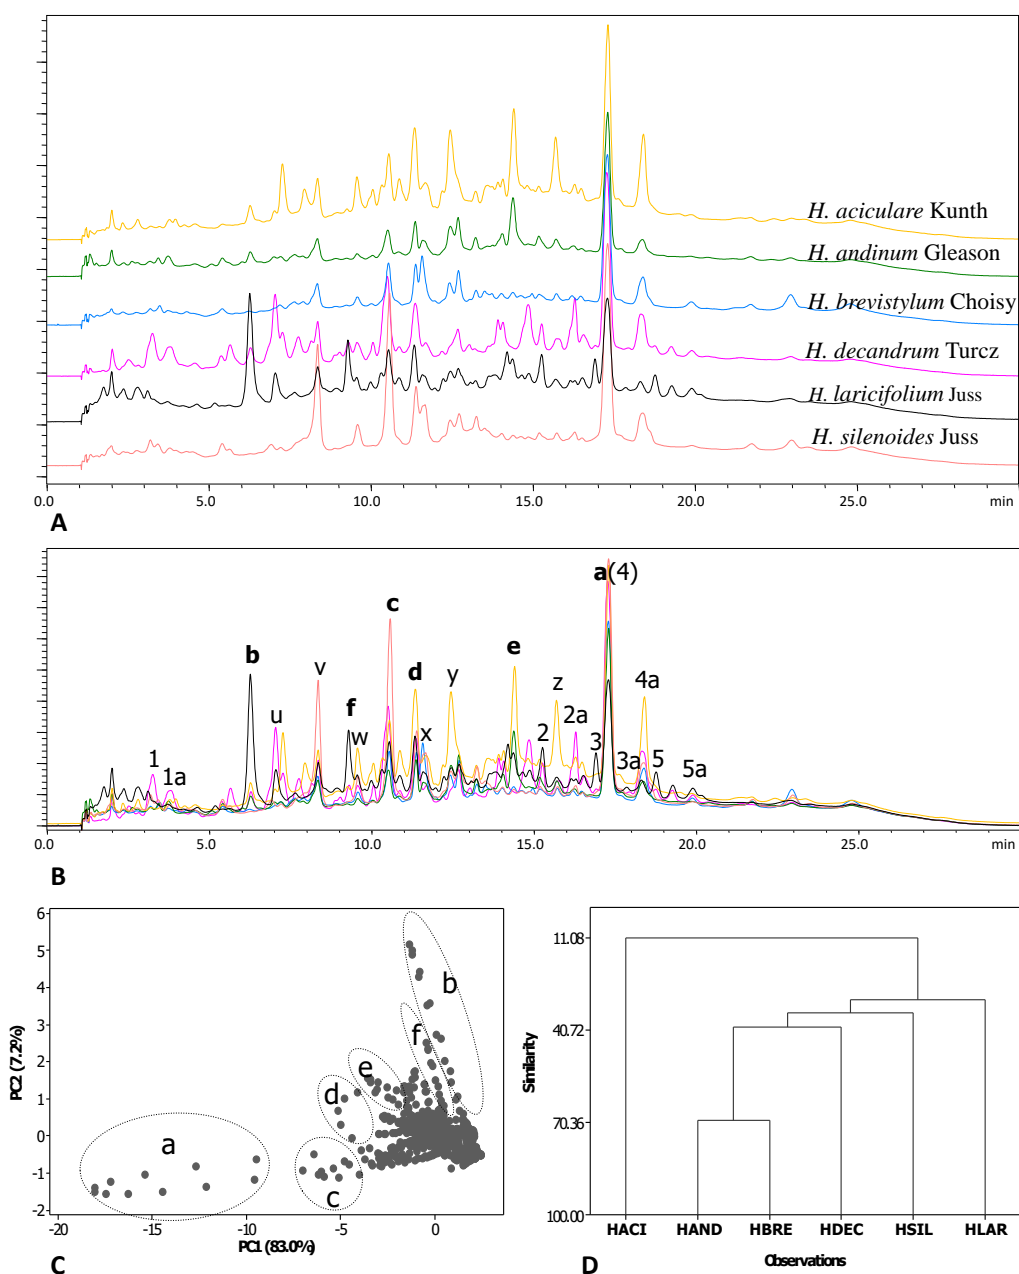 H. aciculare Kunth
H. andinum Gleason
H. brevistylum Choisy
H. decandrum Turcz
H. laricifolium Juss
H. silenoides Juss
0.0 5.0 10.0 15.0 20.0 25.0 min
A
a(4)
c
b
v
d
e
y
u
f
w
x
z
4a
2
2a
3
3a
5
5a
1
1a
0.0 5.0 10.0 15.0 20.0 25.0 min
B
6
5
4
3
2
1
0
-1
-2
PC2 (7.2%)
b
f
e
d
a
c
-20 -15 -10 -5 0
PC1 (83.0%)
C
11.08
40.72
70.36
100.00
Similarity
HACI HAND HBRE HDEC HSIL HLAR
Observations
D